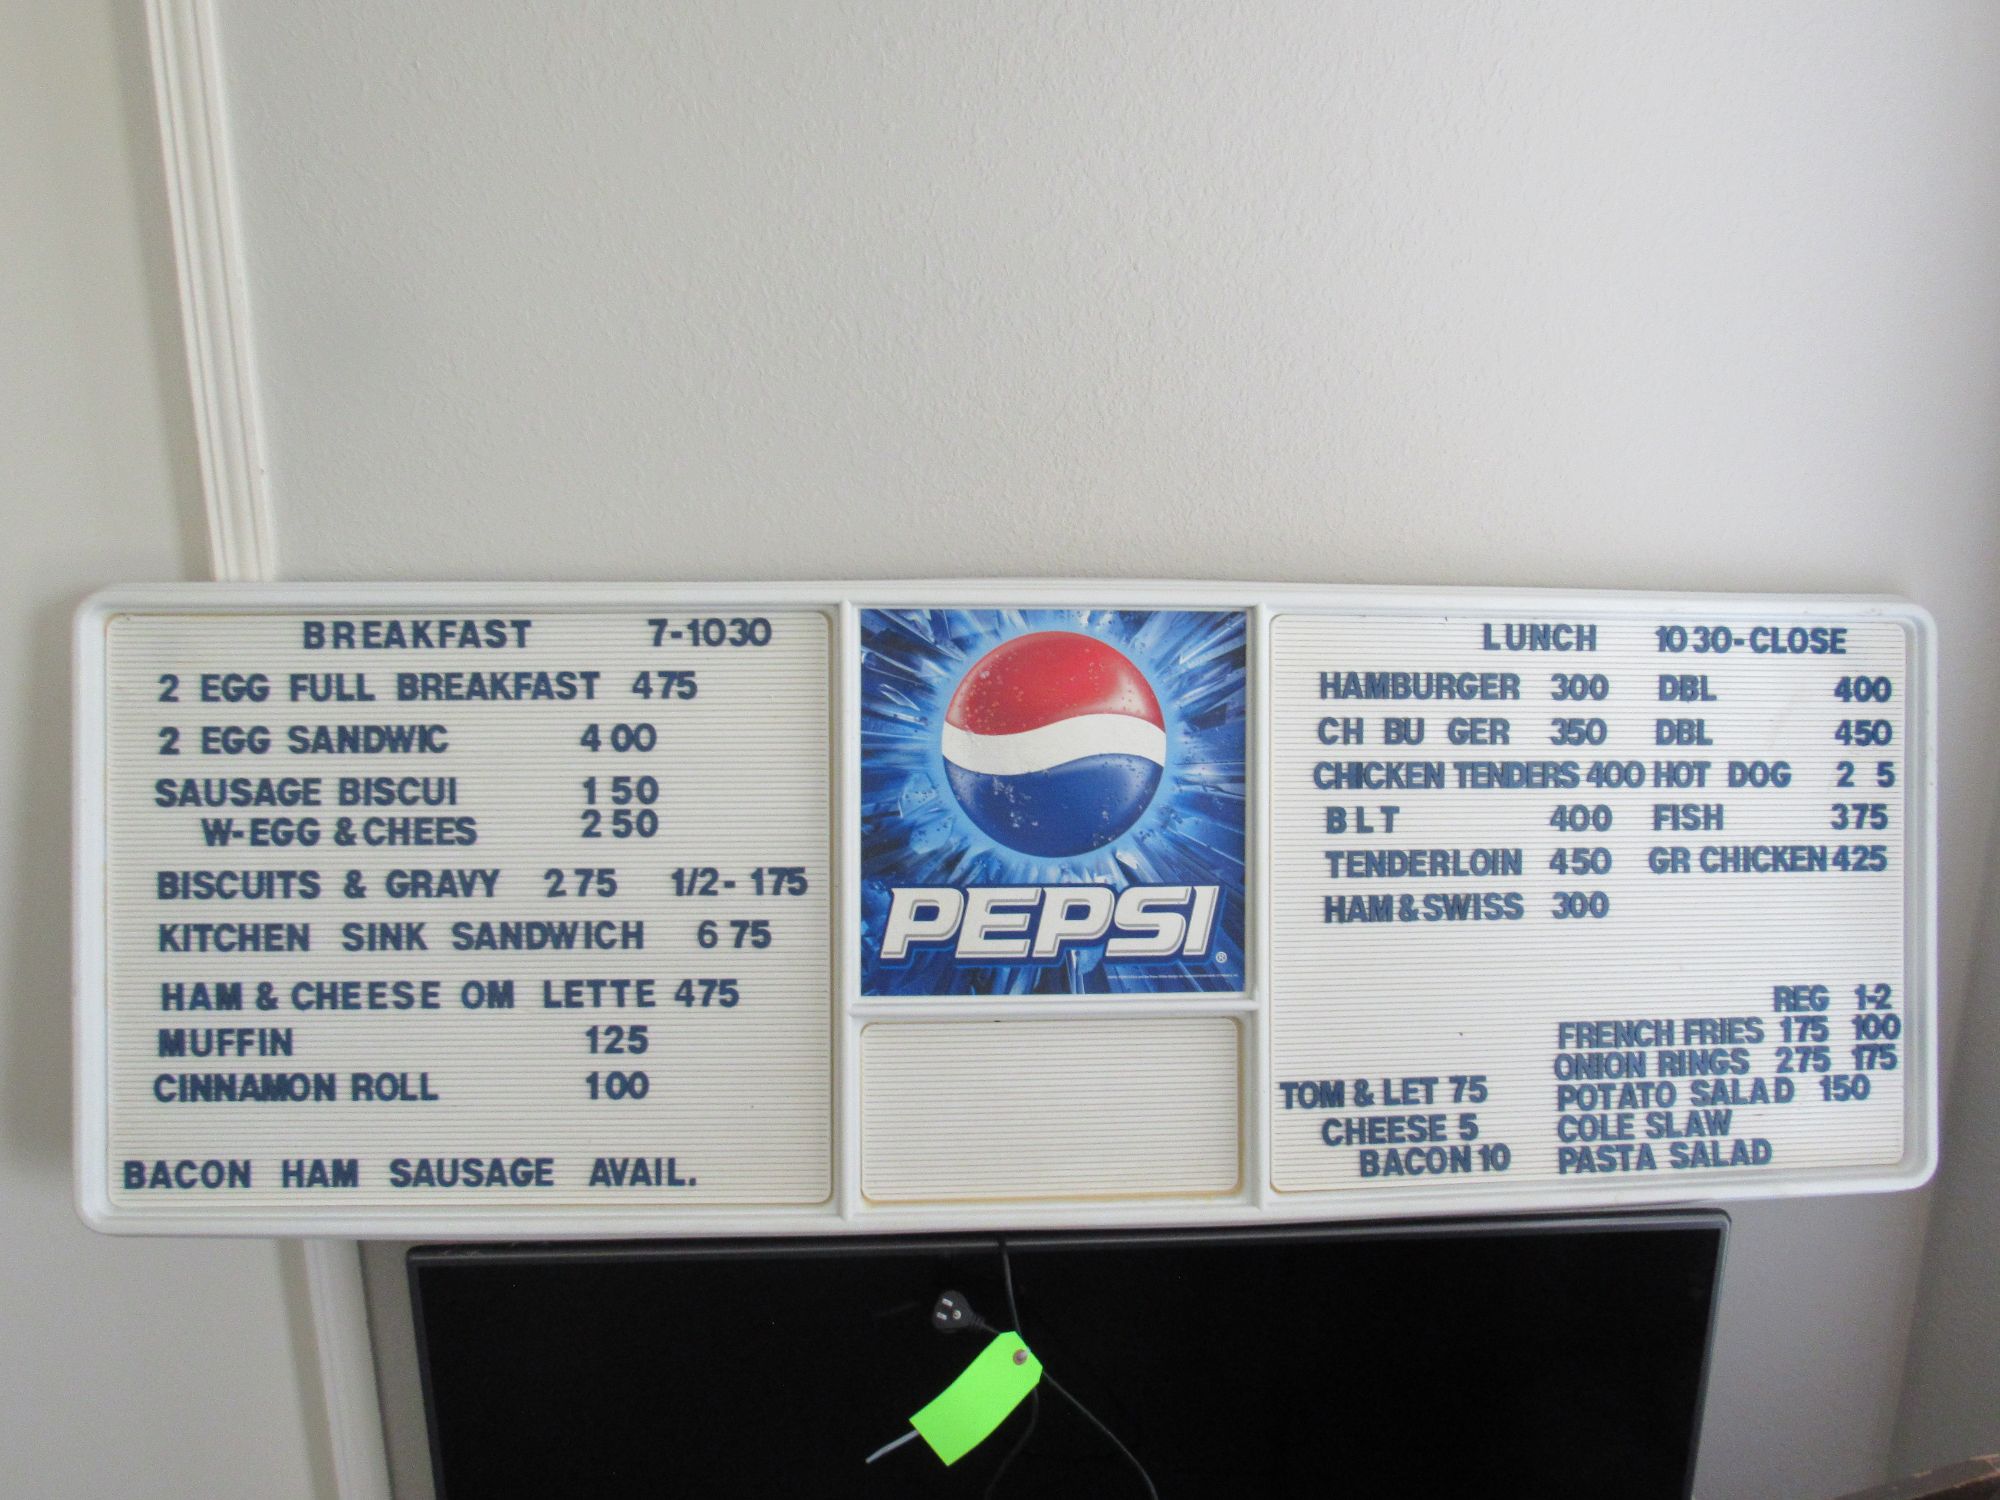 BREAKFAST 7-1030
2 EGG FULL BREAKFAST 475
2 EGG SANDWIC 400
SAUSAGE BISCUI 150
W-EGG & CHEES 250
BISCUITS & GRAVY 275 1/2-175
KITCHEN SINK SANDWICH 675
HAM & CHEESE OM LETTE 475
MUFFIN 125
CINNAMON ROLL 100
BACON HAM SAUSAGE AVAIL.
PEPSI®
LUNCH 1030-CLOSE
HAMBURGER 300 DBL 400
CH BU GER 350 DBL 450
CHICKEN TENDERS 400 HOT DOG 2 5
BLT 400 FISH 375
TENDERLOIN 450 GR CHICKEN 425
HAM & SWISS 300
REG 1-2
FRENCH FRIES 175 100
ONION RINGS 275 175
TOM & LET 75 POTATO SALAD 150
CHEESE 5 COLE SLAW
BACON 10 PASTA SALAD